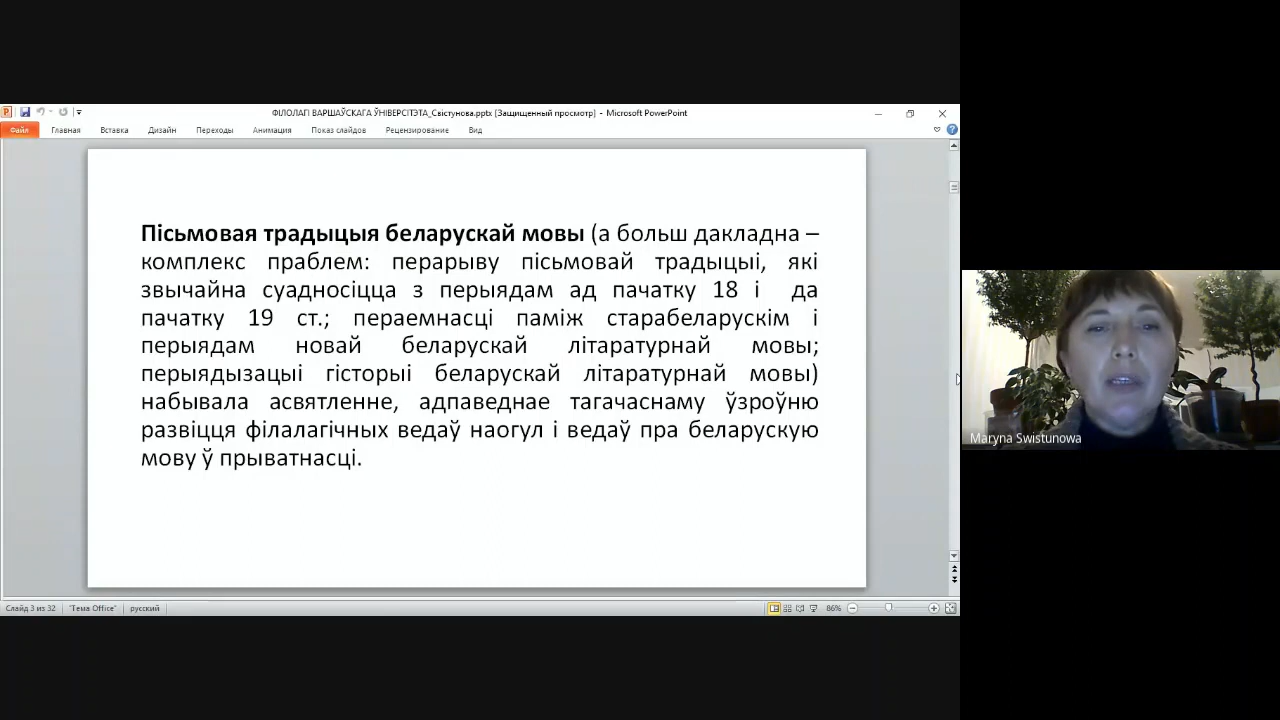 ФІЛОЛАГІ ВАРШАЎСКАГА ЎНІВЕРСІТЭТА_Свістунова.pptx [Защищенный просмотр] - Microsoft PowerPoint
Файл Главная Вставка Дизайн Переходы Анимация Показ слайдов Рецензирование Вид
Пісьмовая традыцыя беларускай мовы (а больш дакладна –
комплекс праблем: перарыву пісьмовай традыцыі, які
звычайна суадносіцца з перыядам ад пачатку 18 і да
пачатку 19 ст.; пераемнасці паміж старабеларускім і
перыядам новай беларускай літаратурнай мовы;
перыядызацыі гісторыі беларускай літаратурнай мовы)
набывала асвятленне, адпаведнае тагачаснаму ўзроўню
развіцця філалагічных ведаў наогул і ведаў пра беларускую
мову ў прыватнасці.
Maryna Swistunowa
Слайд 3 из 32 "Тема Office" русский 86%